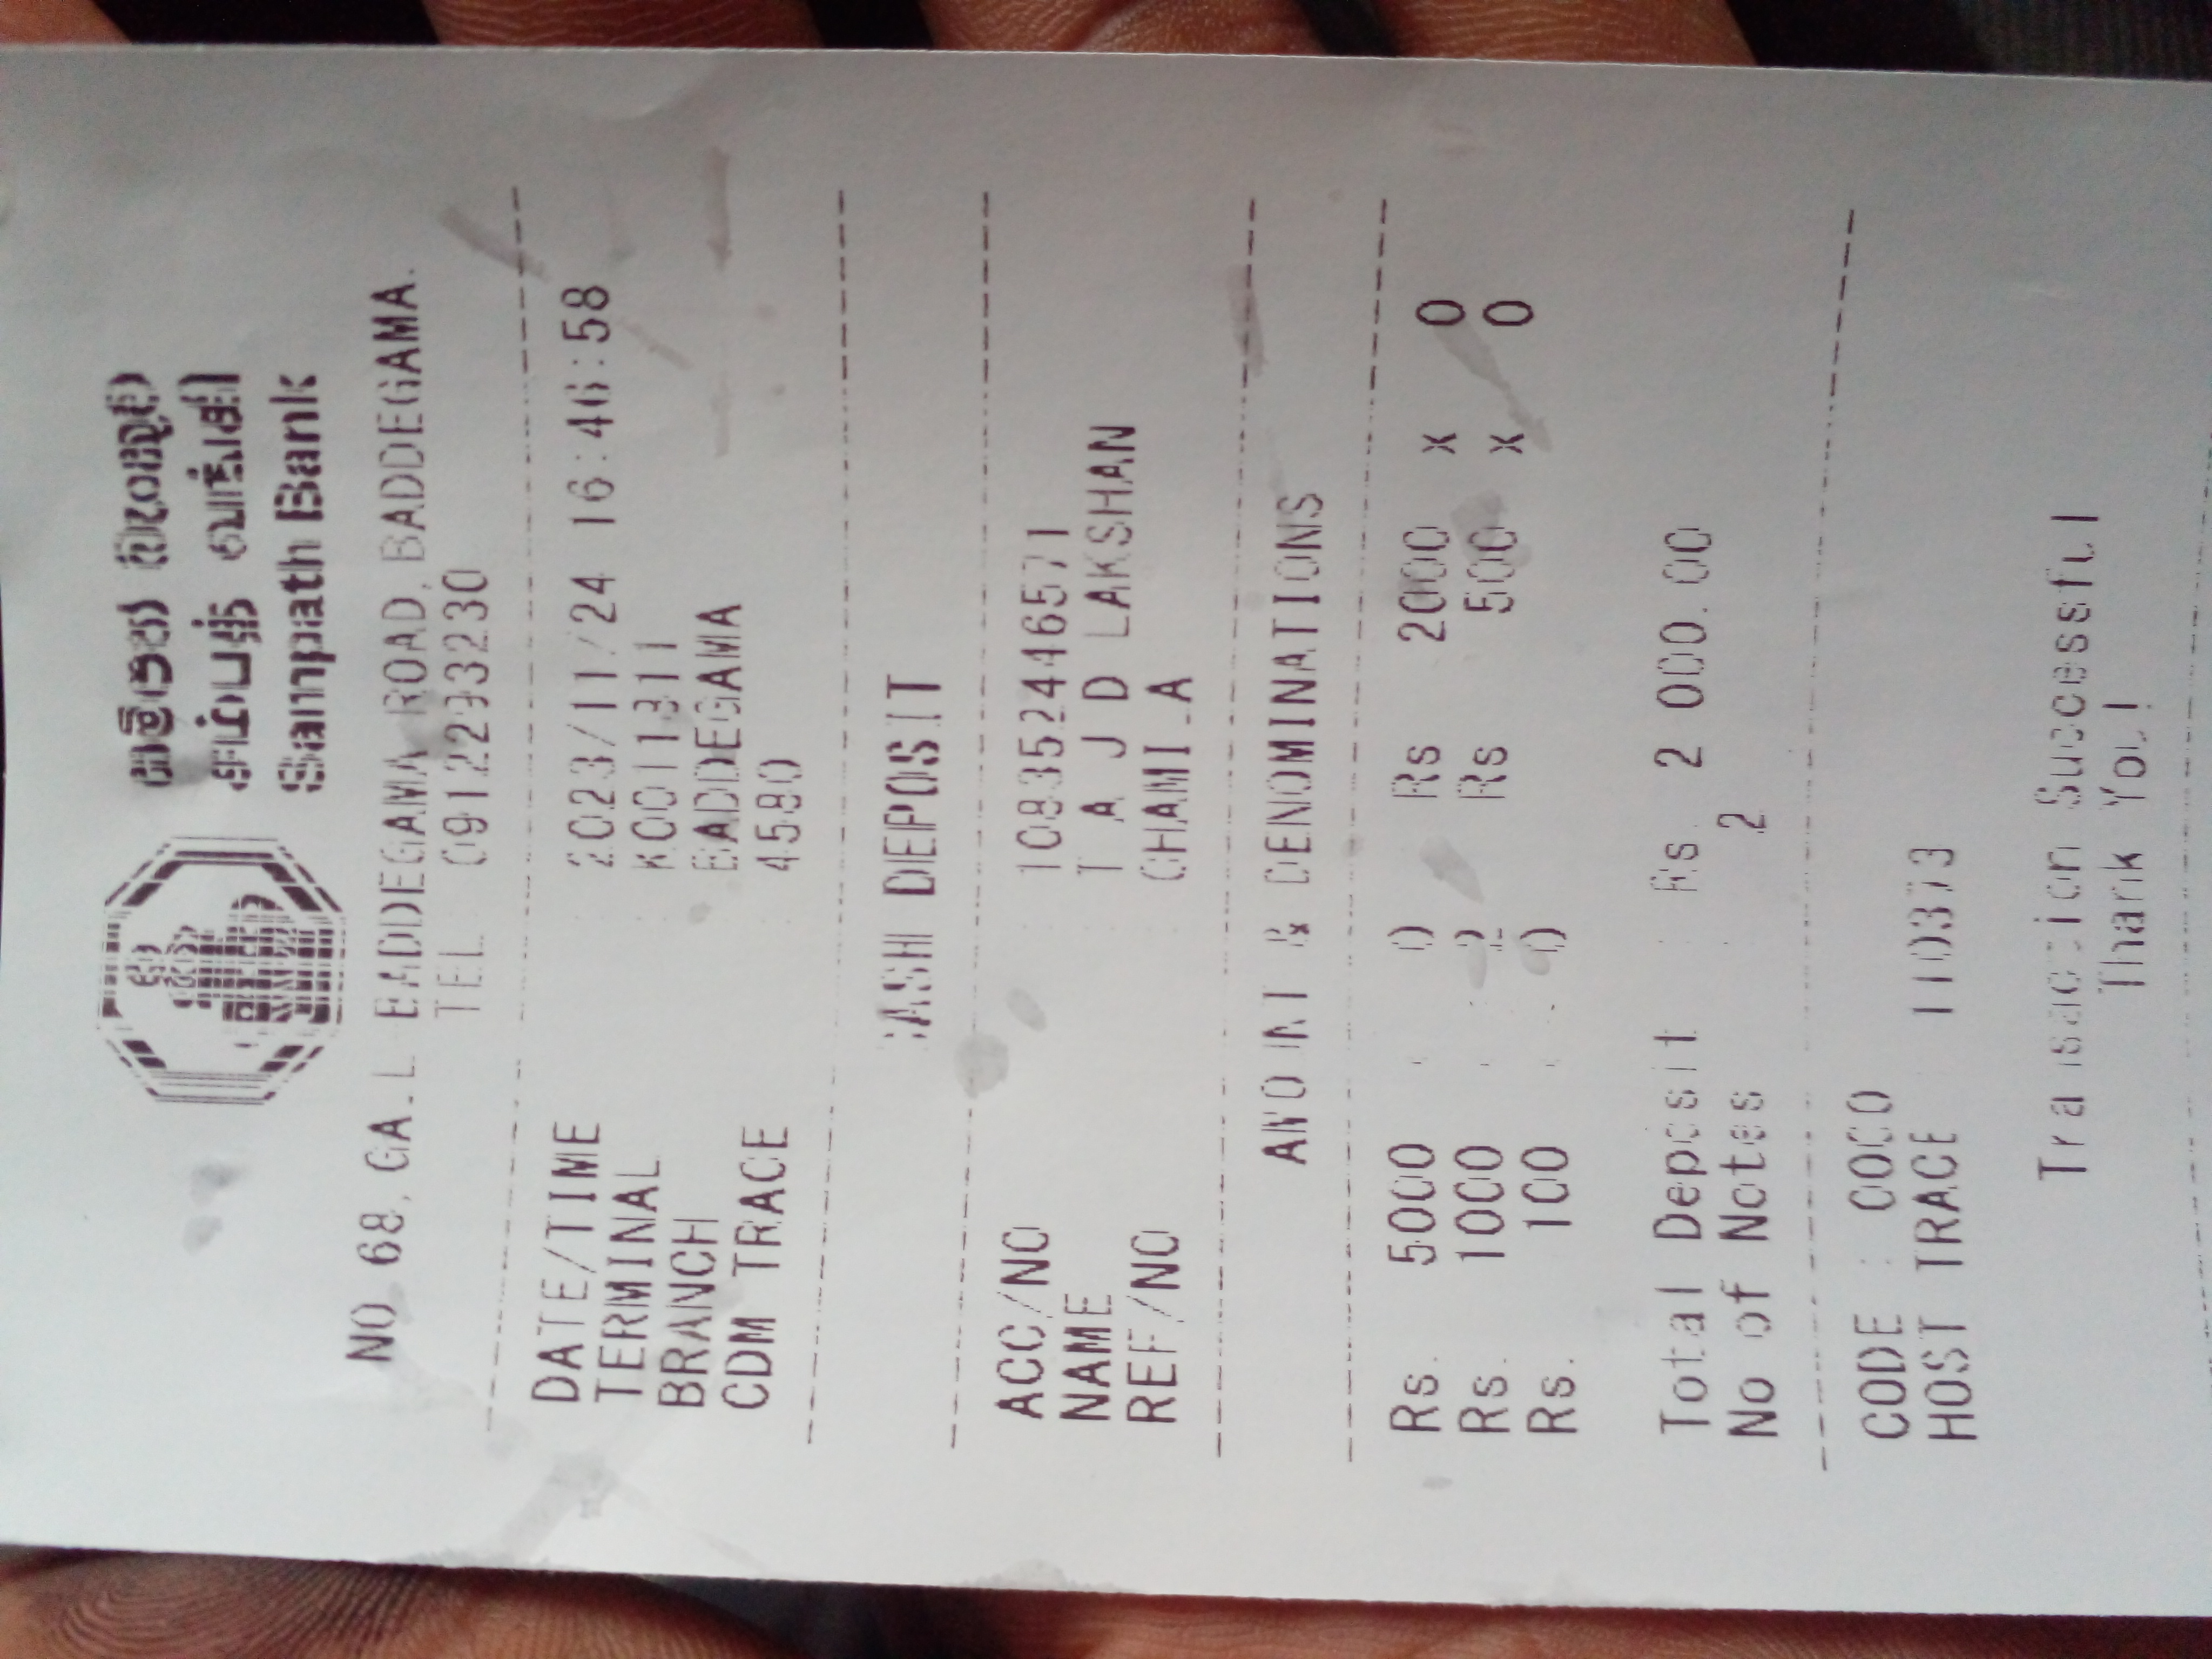 සම්පත් බැංකුව
சம்பத் வங்கி
Sampath Bank
NO 68, GALLE BADDEGAMA ROAD, BADDEGAMA.
TEL 0912293230
DATE/TIME : 2023/11/24 16:46:58
TERMINAL : K0011311
BRANCH : BADDEGAMA
CDM TRACE : 4580
CASH DEPOSIT
ACC/NO : 108352446571
NAME : T A J D LAKSHAN
REF/NO : CHAMILA
AMOUNT & DENOMINATIONS
Rs. 5000 : 0 Rs 2000 x 0
Rs. 1000 : 2 Rs 500 x 0
Rs. 100 : 0
Total Deposit : Rs. 2 000.00
No of Notes : 2
CODE : 0000
HOST TRACE 110373
Transaction Successful
Thank You!